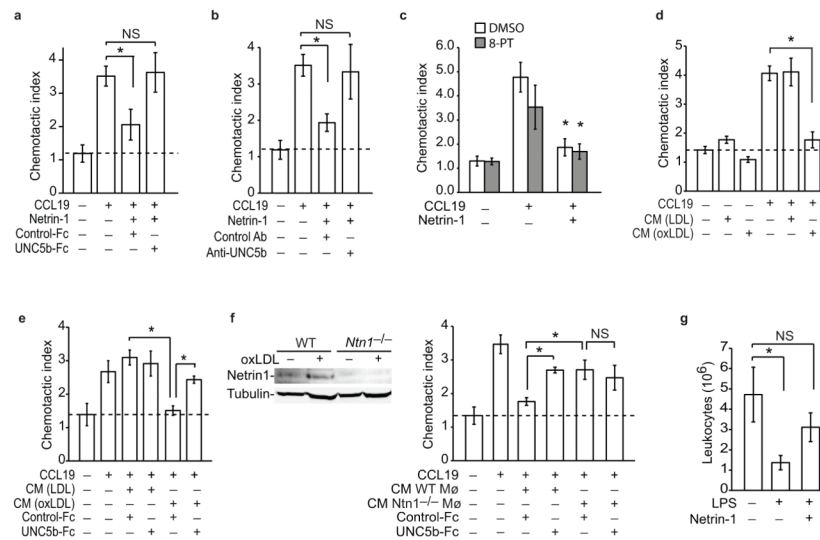 a
NS
*
Chemotactic index
4
3
2
1
0
CCL19 – + + +
Netrin-1 – – + +
Control-Fc – – + –
UNC5b-Fc – – – +
b
NS
*
Chemotactic index
4
3
2
1
0
CCL19 – + + +
Netrin-1 – – + +
Control Ab – – + –
Anti-UNC5b – – – +
c
DMSO
8-PT
* *
Chemotactic index
6.0
5.0
4.0
3.0
2.0
1.0
0
CCL19 – + +
Netrin-1 – – +
d
*
Chemotactic index
5
4
3
2
1
0
CCL19 – – – + + +
CM (LDL) – + – – + –
CM (oxLDL) – – + – – +
e
*
*
Chemotactic index
4
3
2
1
0
CCL19 – + + + + +
CM (LDL) – – + + – –
CM (oxLDL) – – – – + +
Control-Fc – – + – + –
UNC5b-Fc – – – + – +
f
WT Ntn1–/–
oxLDL – + – +
Netrin1-
Tubulin-
NS
*
*
Chemotactic index
4
3
2
1
0
CCL19 – + + + + +
CM WT Mø – – + + – –
CM Ntn1–/– Mø – – – – + +
Control-Fc – – + – + –
UNC5b-Fc – – – + – +
g
NS
*
Leukocytes (10⁶)
7
6
5
4
3
2
1
0
LPS – + +
Netrin-1 – – +